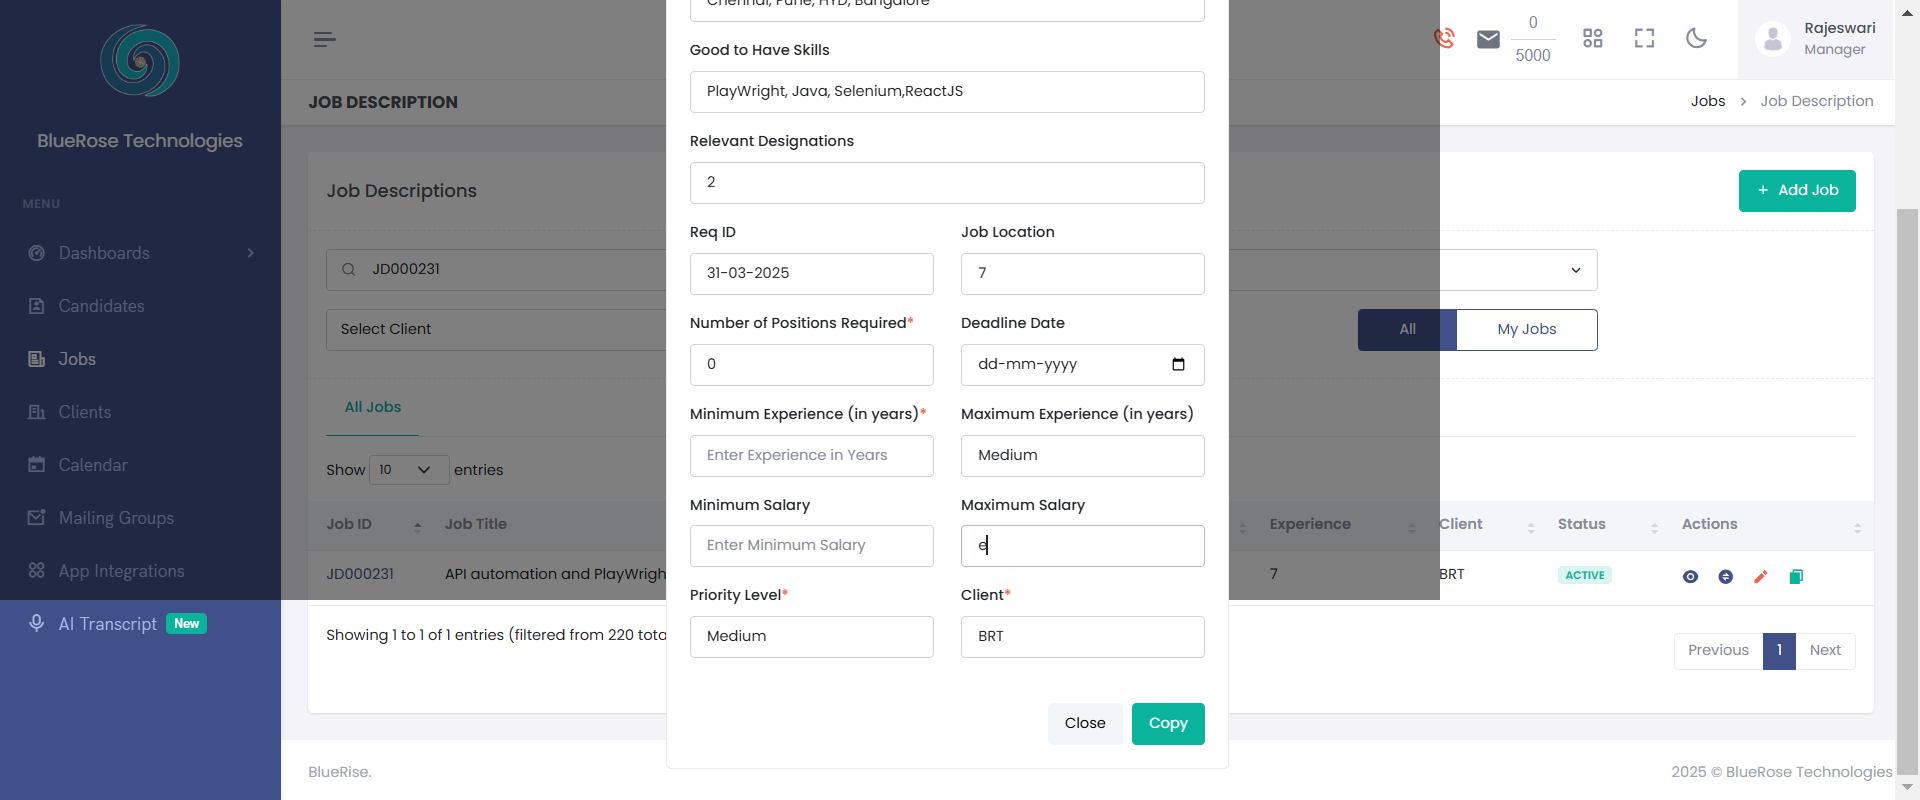 BlueRose Technologies
MENU
Dashboards
Candidates
Jobs
Clients
Calendar
Mailing Groups
App Integrations
AI Transcript New
0
5000
Rajeswari
Manager
JOB DESCRIPTION
Jobs > Job Description
Job Descriptions
+ Add Job
JD000231
Select Client
All My Jobs
All Jobs
Show 10 entries
Job ID Job Title Experience Client Status Actions
JD000231 API automation and PlayWrigh 7 BRT ACTIVE
Showing 1 to 1 of 1 entries (filtered from 220 tota
Previous 1 Next
Chennai, Pune, HYD, Bangalore
Good to Have Skills
PlayWright, Java, Selenium,ReactJS
Relevant Designations
2
Req ID Job Location
31-03-2025 7
Number of Positions Required* Deadline Date
0 dd-mm-yyyy
Minimum Experience (in years)* Maximum Experience (in years)
Enter Experience in Years Medium
Minimum Salary Maximum Salary
Enter Minimum Salary e
Priority Level* Client*
Medium BRT
Close Copy
BlueRise. 2025 © BlueRose Technologies